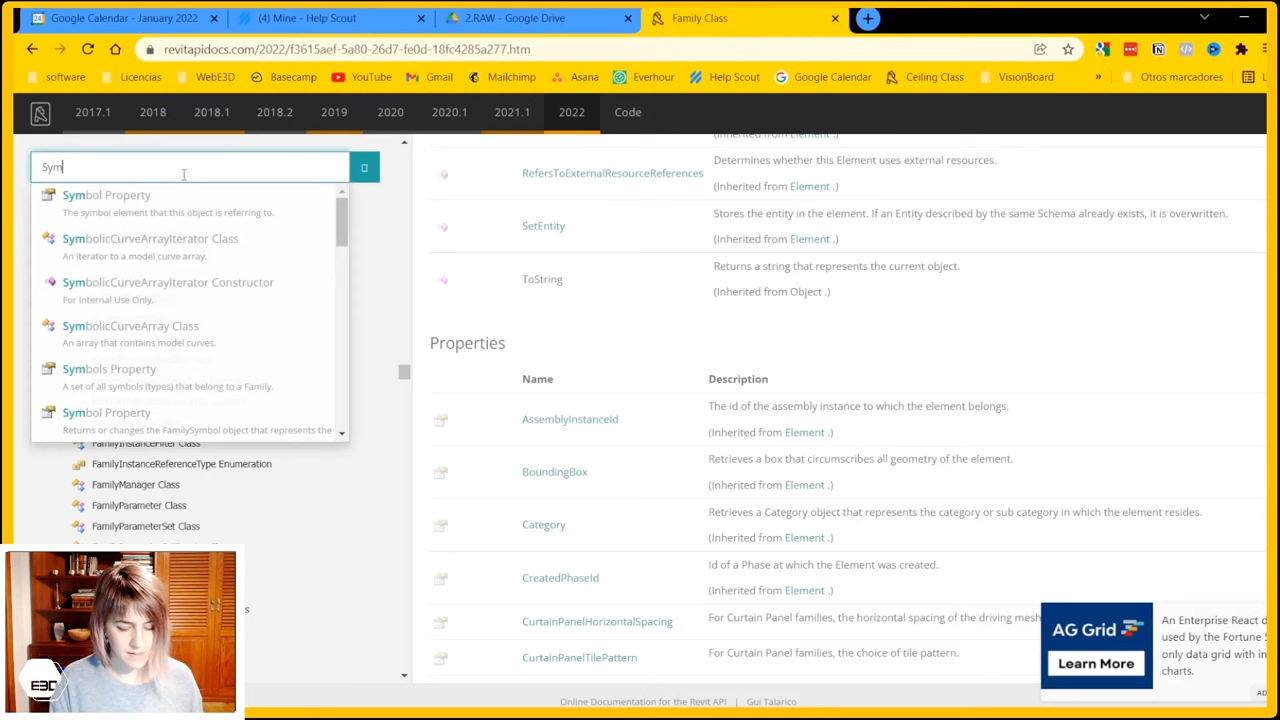 Google Calendar - January 2022
(4) Mine - Help Scout
2.RAW - Google Drive
Family Class
revitapidocs.com/2022/f3615aef-5a80-26d7-fe0d-18fc4285a277.htm
software
Licencias
WebE3D
Basecamp
YouTube
Gmail
Mailchimp
Asana
Everhour
Help Scout
Google Calendar
Ceiling Class
VisionBoard
»
Otros marcadores
2017.1
2018
2018.1
2018.2
2019
2020
2020.1
2021.1
2022
Code
Sym
Symbol Property
The symbol element that this object is referring to.
SymbolicCurveArrayIterator Class
An iterator to a model curve array.
SymbolicCurveArrayIterator Constructor
For Internal Use Only.
SymbolicCurveArray Class
An array that contains model curves.
Symbols Property
A set of all symbols (types) that belong to a Family.
Symbol Property
Returns or changes the FamilySymbol object that represents the
FamilyInstanceFilter Class
FamilyInstanceReferenceType Enumeration
FamilyManager Class
FamilyParameter Class
FamilyParameterSet Class
(Inherited from Element .)
RefersToExternalResourceReferences
Determines whether this Element uses external resources.
(Inherited from Element .)
SetEntity
Stores the entity in the element. If an Entity described by the same Schema already exists, it is overwritten.
(Inherited from Element .)
ToString
Returns a string that represents the current object.
(Inherited from Object .)
Properties
Name
Description
AssemblyInstanceId
The id of the assembly instance to which the element belongs.
(Inherited from Element .)
BoundingBox
Retrieves a box that circumscribes all geometry of the element.
(Inherited from Element .)
Category
Retrieves a Category object that represents the category or sub category in which the element resides.
(Inherited from Element .)
CreatedPhaseId
Id of a Phase at which the Element was created.
(Inherited from Element .)
CurtainPanelHorizontalSpacing
For Curtain Panel families, the horizontal spacing of the driving mesh
CurtainPanelTilePattern
For Curtain Panel families, the choice of tile pattern.
AG Grid
Learn More
An Enterprise React d
used by the Fortune
only data grid with in
charts.
AD
Online Documentation for the Revit API | Gui Talarico
E3D